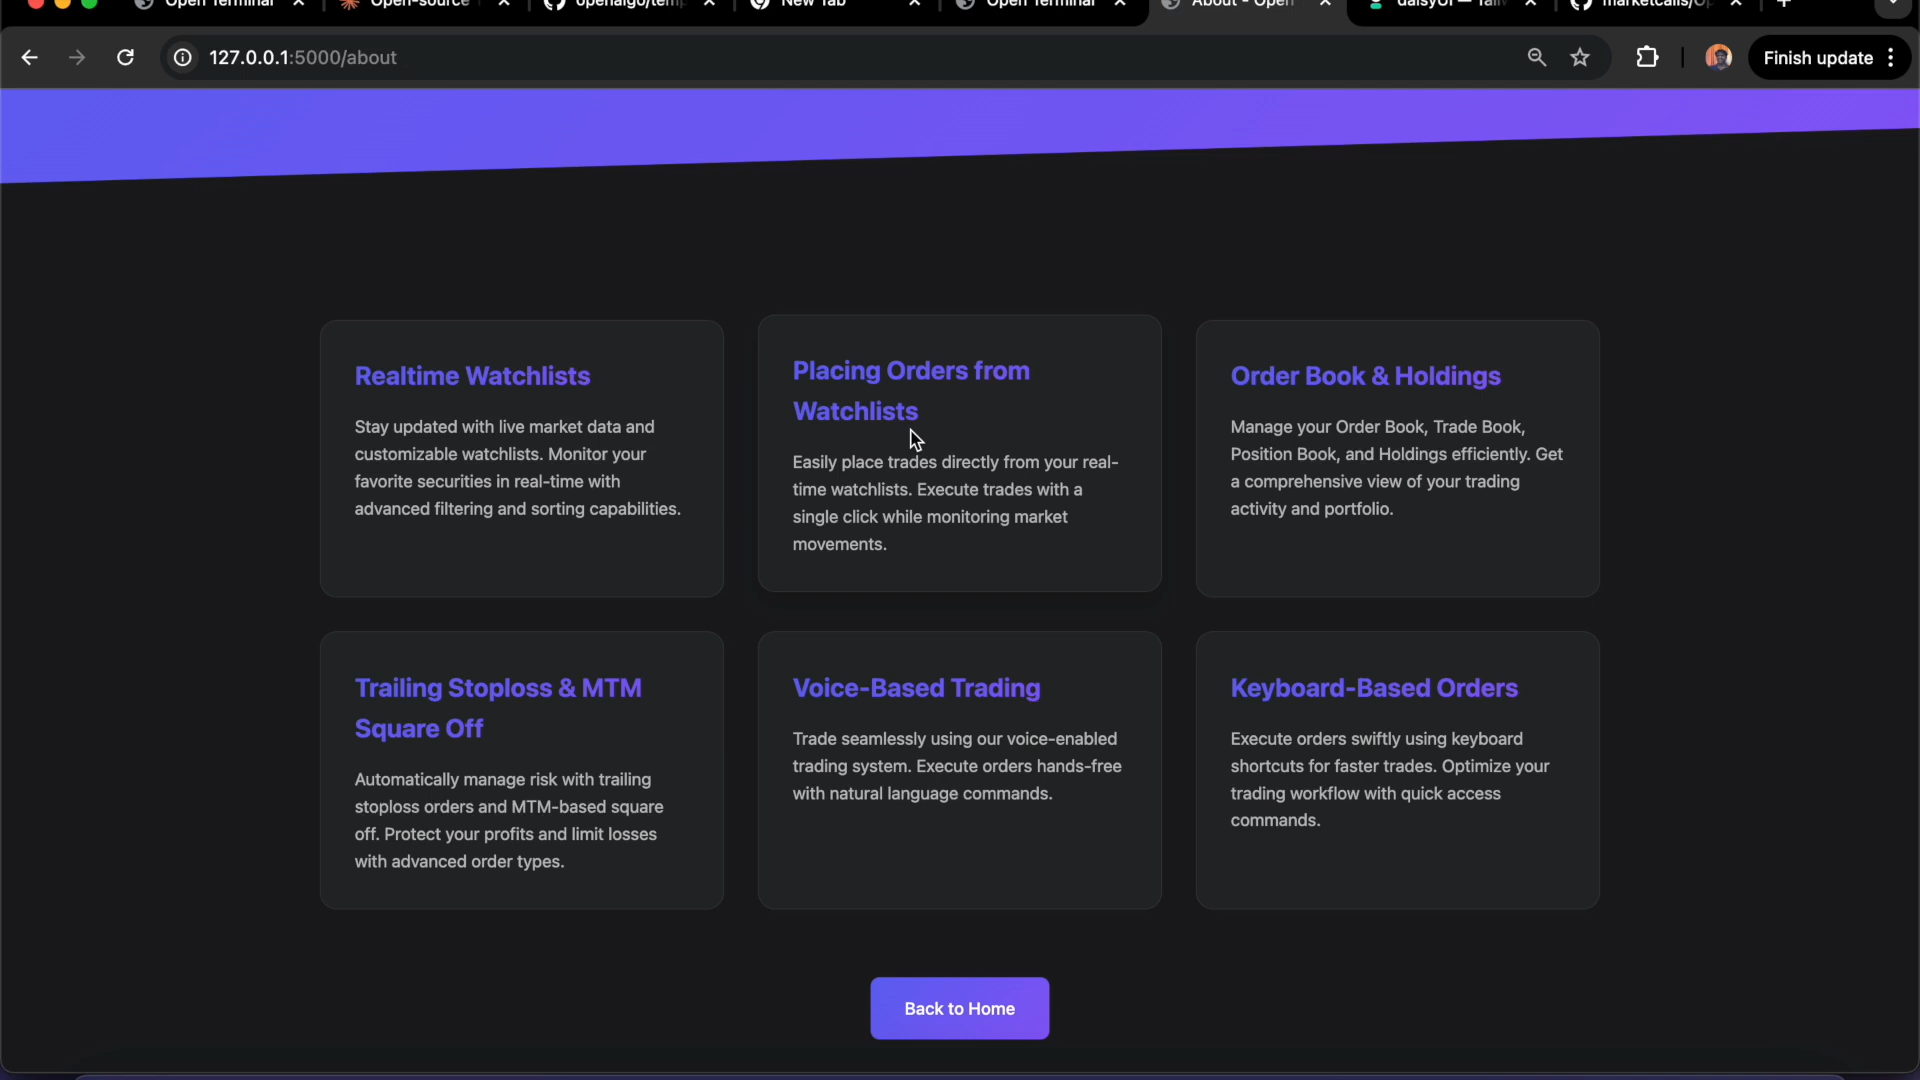 127.0.0.1:5000/about
Finish update
Realtime Watchlists
Stay updated with live market data and
customizable watchlists. Monitor your
favorite securities in real-time with
advanced filtering and sorting capabilities.
Placing Orders from
Watchlists
Easily place trades directly from your real-
time watchlists. Execute trades with a
single click while monitoring market
movements.
Order Book & Holdings
Manage your Order Book, Trade Book,
Position Book, and Holdings efficiently. Get
a comprehensive view of your trading
activity and portfolio.
Trailing Stoploss & MTM
Square Off
Automatically manage risk with trailing
stoploss orders and MTM-based square
off. Protect your profits and limit losses
with advanced order types.
Voice-Based Trading
Trade seamlessly using our voice-enabled
trading system. Execute orders hands-free
with natural language commands.
Keyboard-Based Orders
Execute orders swiftly using keyboard
shortcuts for faster trades. Optimize your
trading workflow with quick access
commands.
Back to Home